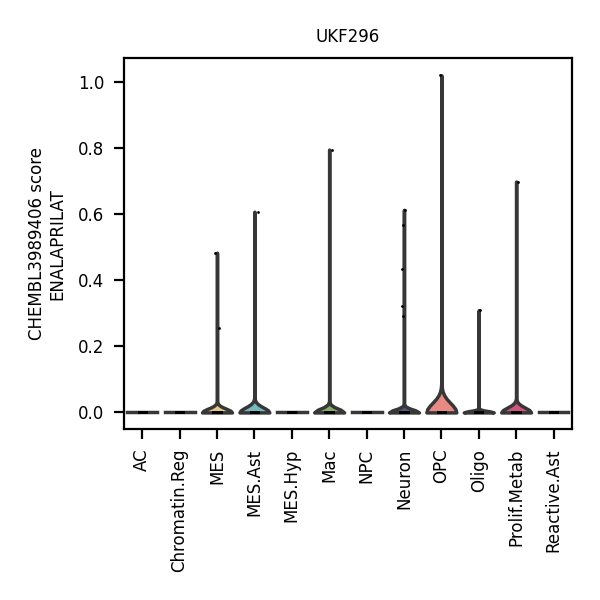 UKF296
CHEMBL3989406 score
ENALAPRILAT
1.0
0.8
0.6
0.4
0.2
0.0
AC
Chromatin.Reg
MES
MES.Ast
MES.Hyp
Mac
NPC
Neuron
OPC
Oligo
Prolif.Metab
Reactive.Ast